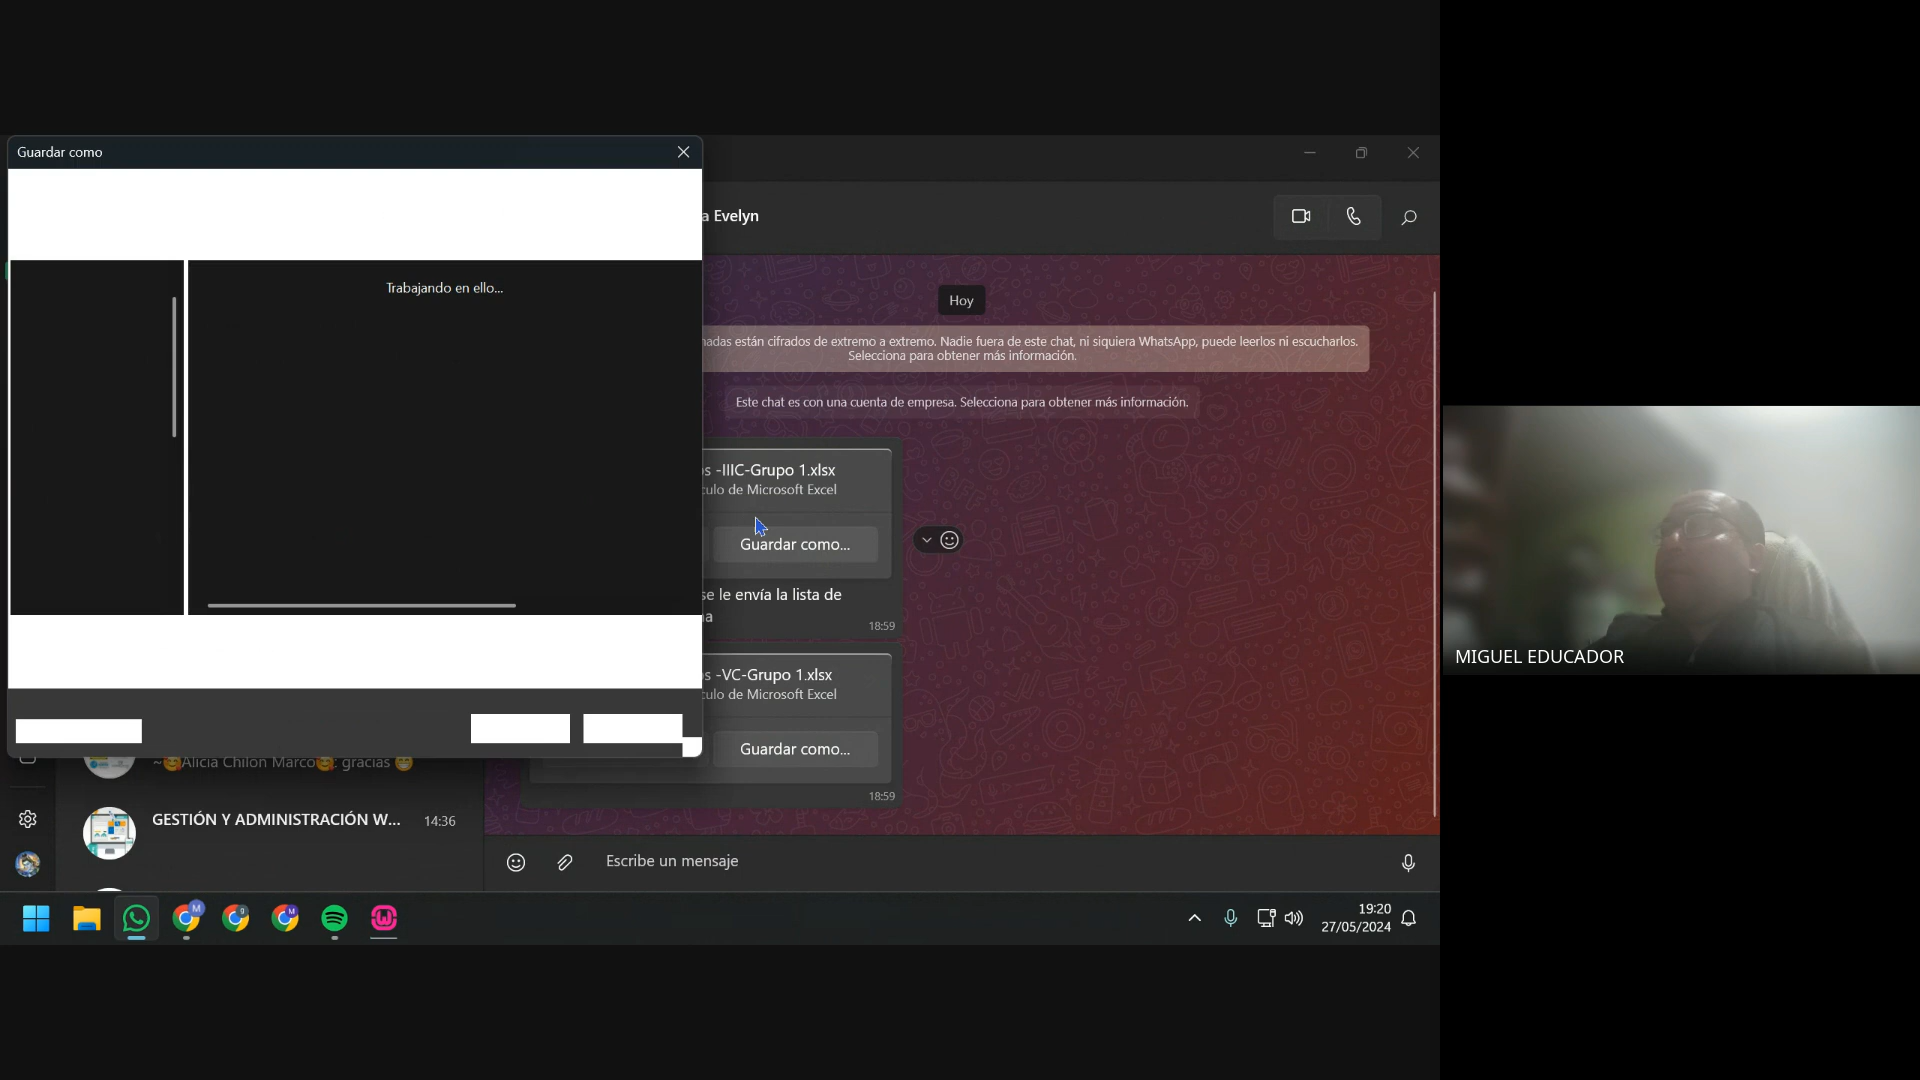 Guardar como
Trabajando en ello...
a Evelyn
Hoy
nadas están cifrados de extremo a extremo. Nadie fuera de este chat, ni siquiera WhatsApp, puede leerlos ni escucharlos.
Selecciona para obtener más información.
Este chat es con una cuenta de empresa. Selecciona para obtener más información.
s -IIIC-Grupo 1.xlsx
culo de Microsoft Excel
Guardar como...
se le envía la lista de
na
18:59
s -VC-Grupo 1.xlsx
culo de Microsoft Excel
Guardar como...
18:59
~🥰Alicia Chilon Marco🥰: gracias 😁
GESTIÓN Y ADMINISTRACIÓN W...
14:36
Escribe un mensaje
19:20
27/05/2024
MIGUEL EDUCADOR